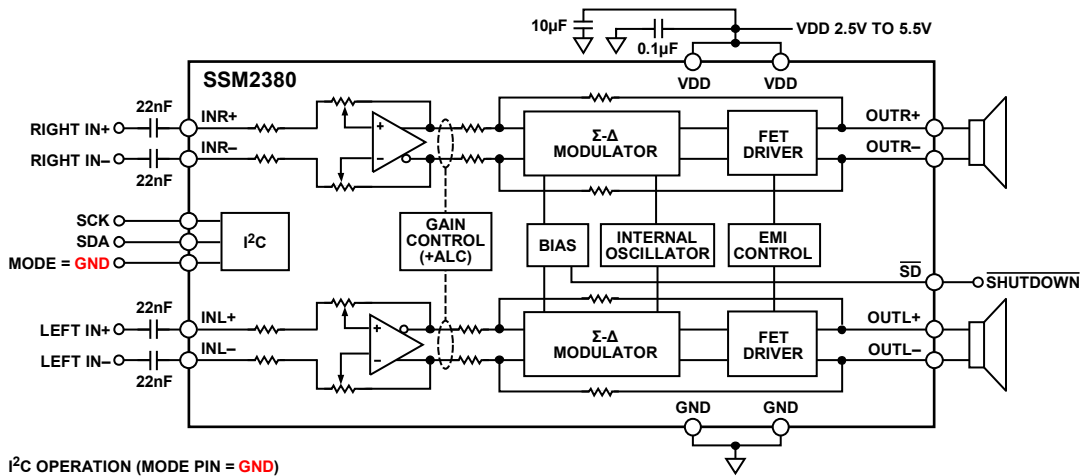 10µF
0.1µF
VDD 2.5V TO 5.5V
VDD
VDD
SSM2380
22nF
INR+
RIGHT IN+
RIGHT IN–
INR–
22nF
+
–
Σ-Δ
MODULATOR
FET
DRIVER
OUTR+
OUTR–
SCK
SDA
MODE = GND
I²C
GAIN
CONTROL
(+ALC)
BIAS
INTERNAL
OSCILLATOR
EMI
CONTROL
SD
SHUTDOWN
22nF
INL+
LEFT IN+
LEFT IN–
INL–
22nF
+
–
Σ-Δ
MODULATOR
FET
DRIVER
OUTL+
OUTL–
GND
GND
I²C OPERATION (MODE PIN = GND)